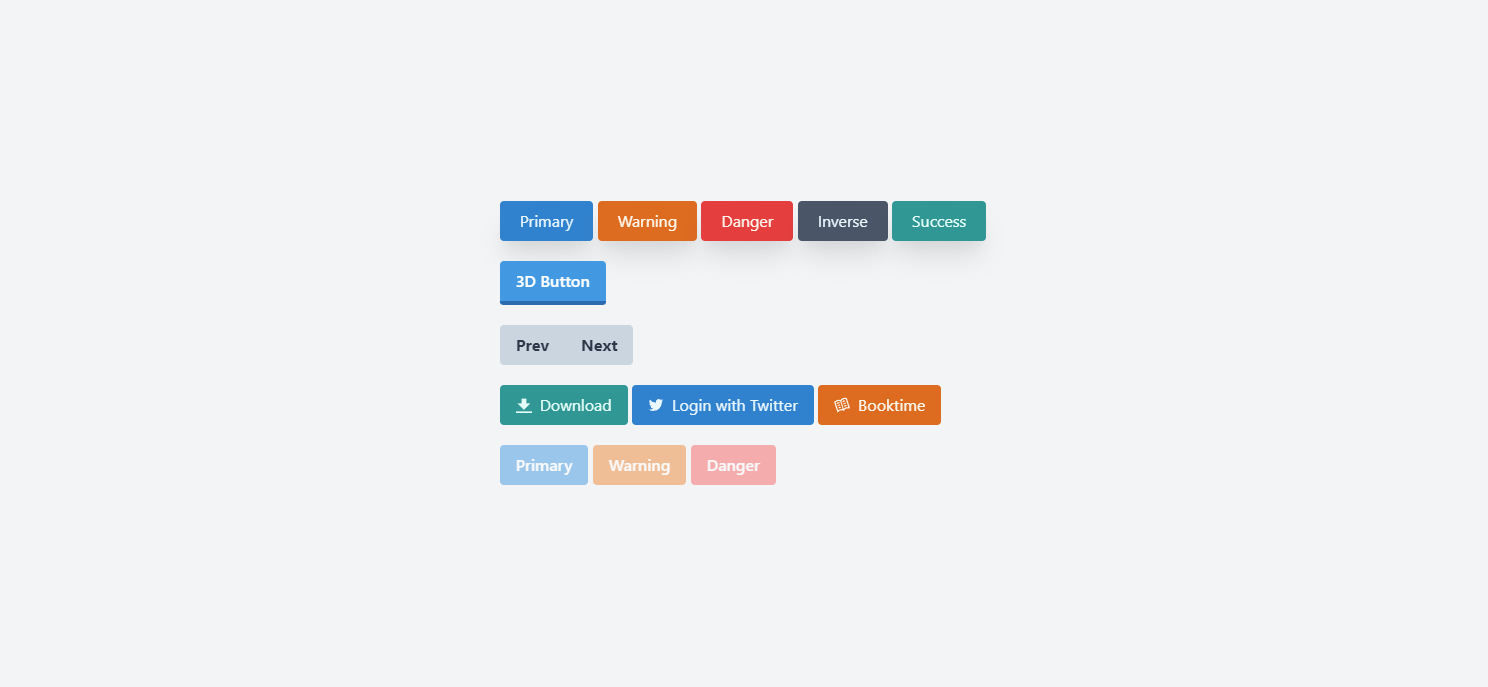 Primary Warning Danger Inverse Success
3D Button
Prev Next
Download Login with Twitter Booktime
Primary Warning Danger